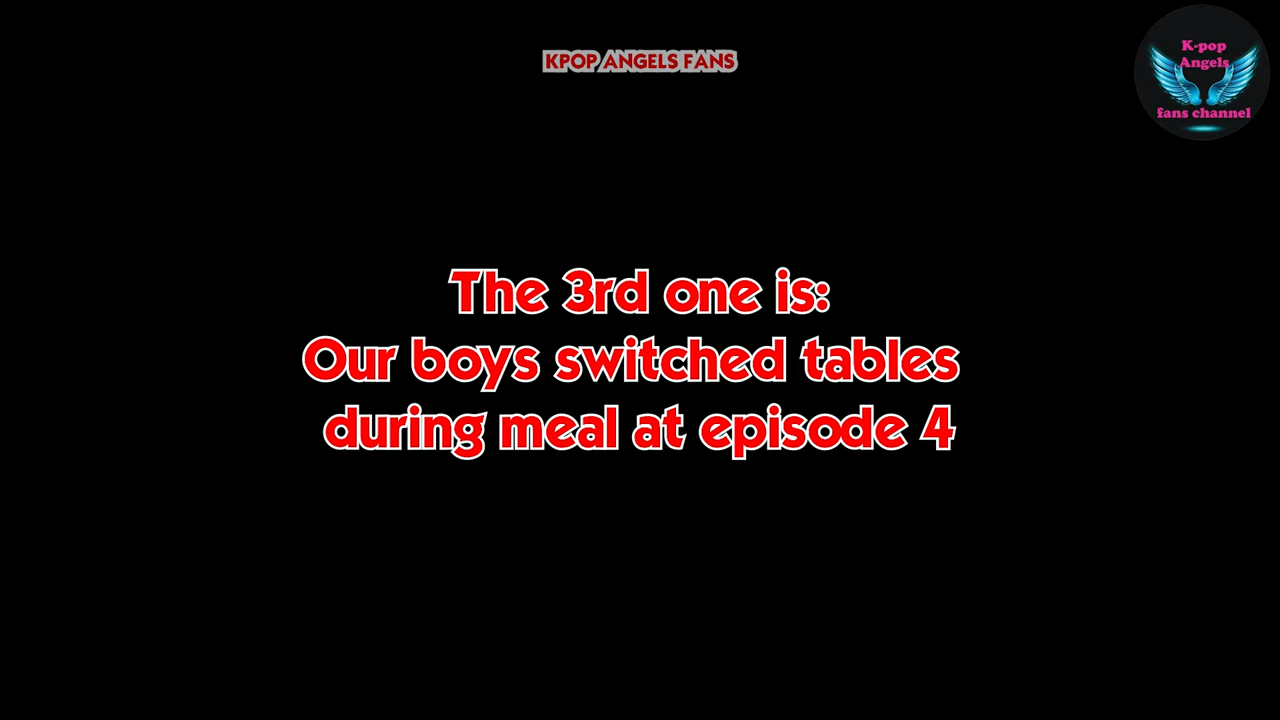 KPOP ANGELS FANS
K-pop
Angels
fans channel
The 3rd one is:
Our boys switched tables
during meal at episode 4